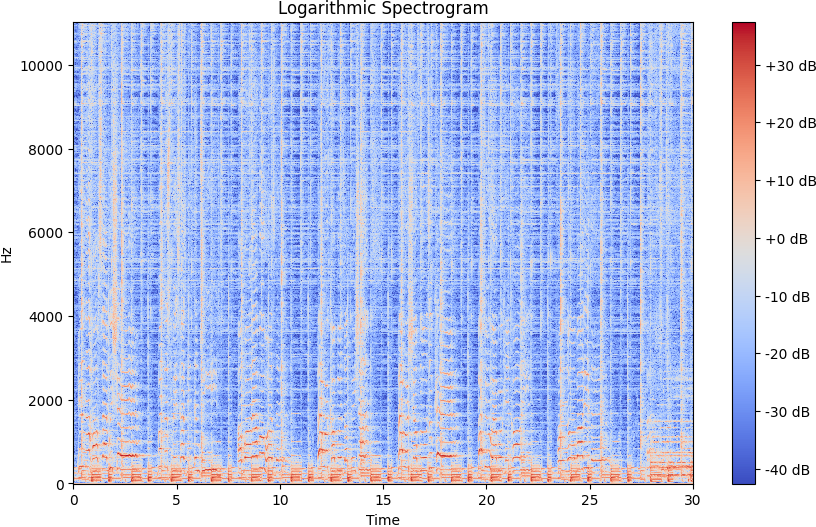 Logarithmic Spectrogram
10000
8000
6000
4000
2000
0
Hz
0 5 10 15 20 25 30
Time
+30 dB
+20 dB
+10 dB
+0 dB
-10 dB
-20 dB
-30 dB
-40 dB